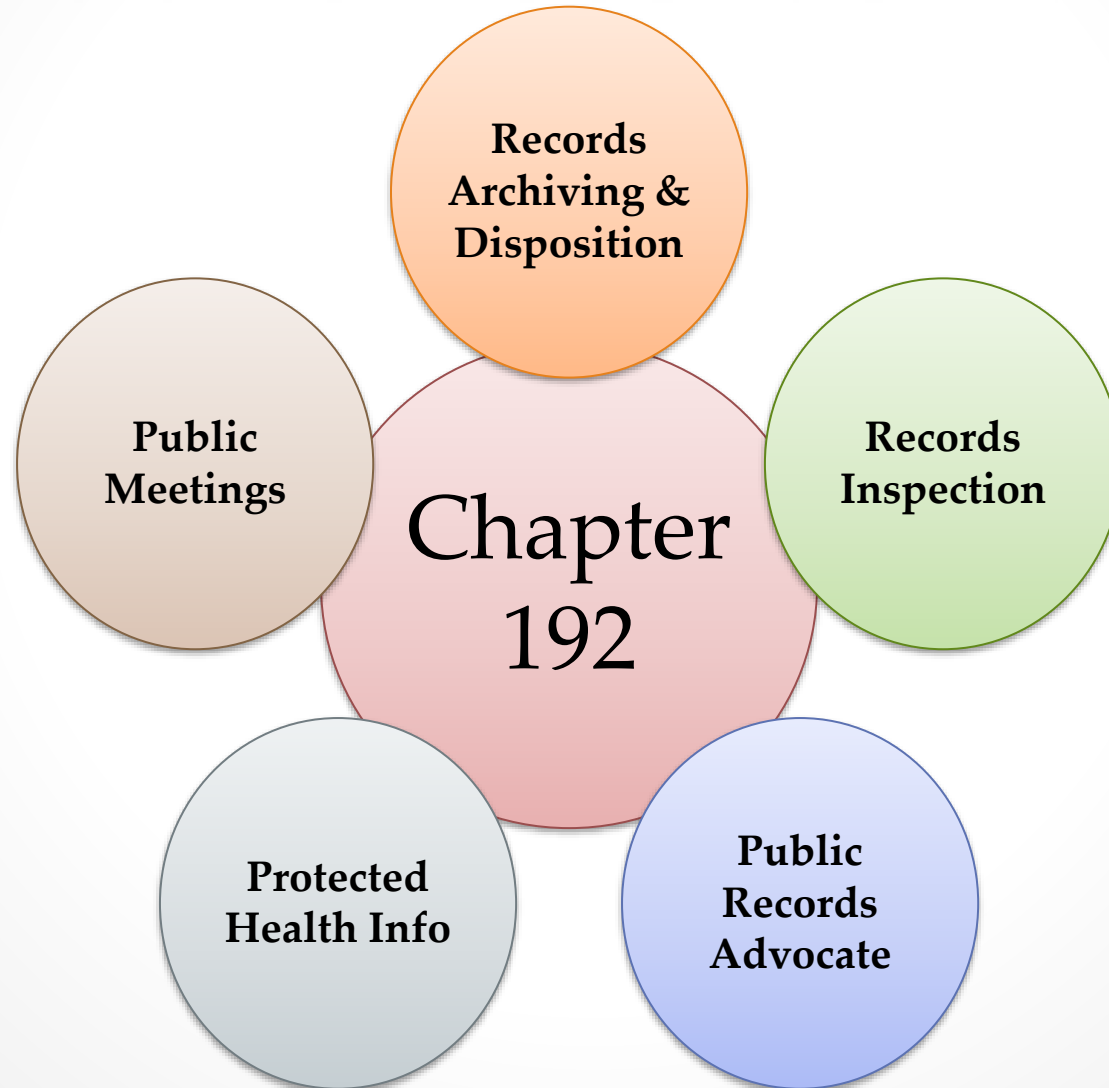 Records
Archiving &
Disposition
Public
Meetings
Records
Inspection
Chapter
192
Protected
Health Info
Public
Records
Advocate